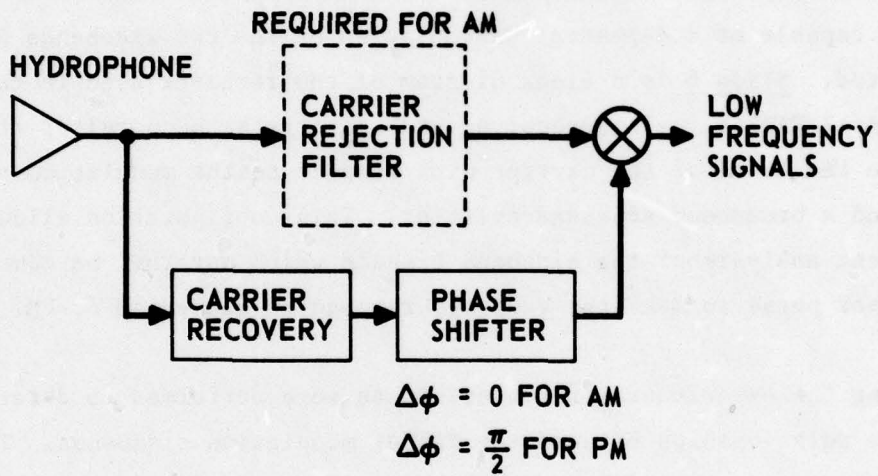 REQUIRED FOR AM
HYDROPHONE
CARRIER
REJECTION
FILTER
LOW
FREQUENCY
SIGNALS
CARRIER
RECOVERY
PHASE
SHIFTER
Δφ = 0 FOR AM
Δφ = π/2 FOR PM